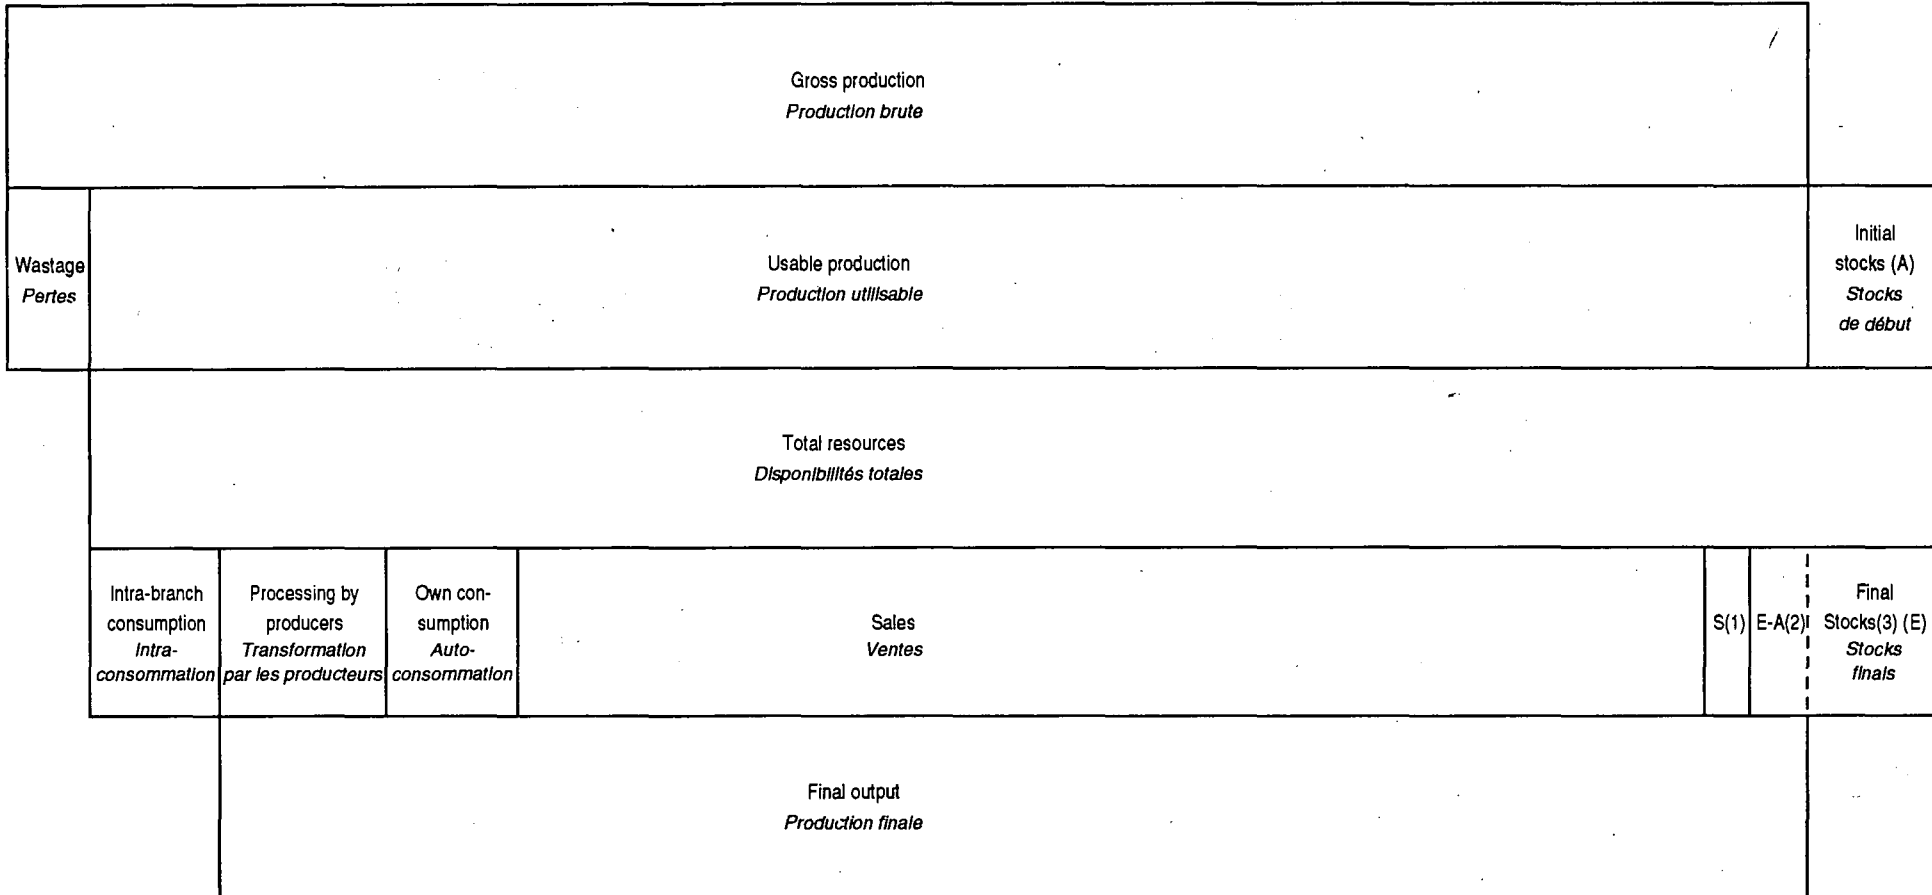 Gross production
Production brute
Wastage
Pertes
Usable production
Production utilisable
Initial
stocks (A)
Stocks
de début
Total resources
Disponibilités totales
Intra-branch
consumption
Intra-
consommation
Processing by
producers
Transformation
par les producteurs
Own con-
sumption
Auto-
consommation
Sales
Ventes
S(1)
E-A(2)
Final
Stocks(3) (E)
Stocks
finals
Final output
Production finale